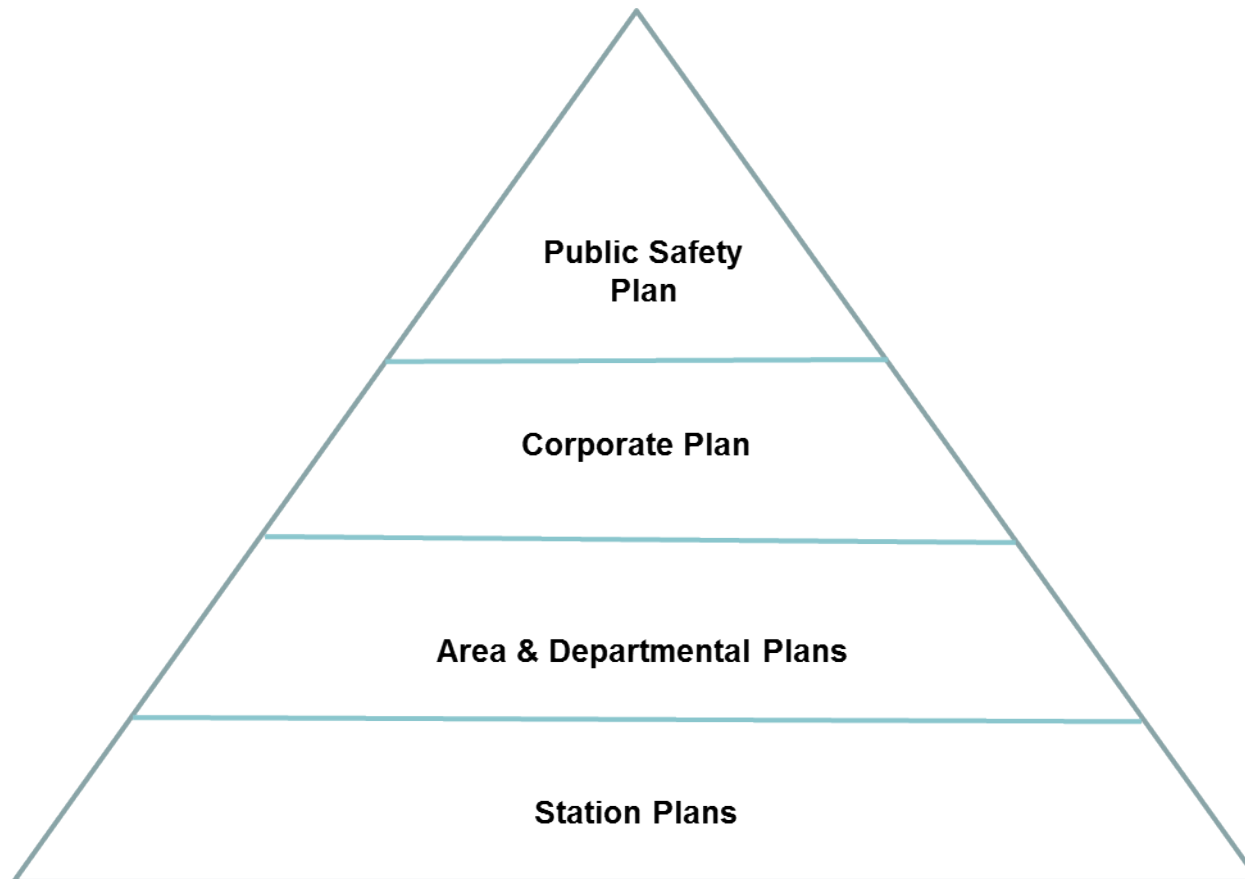 Public Safety
Plan
Corporate Plan
Area & Departmental Plans
Station Plans